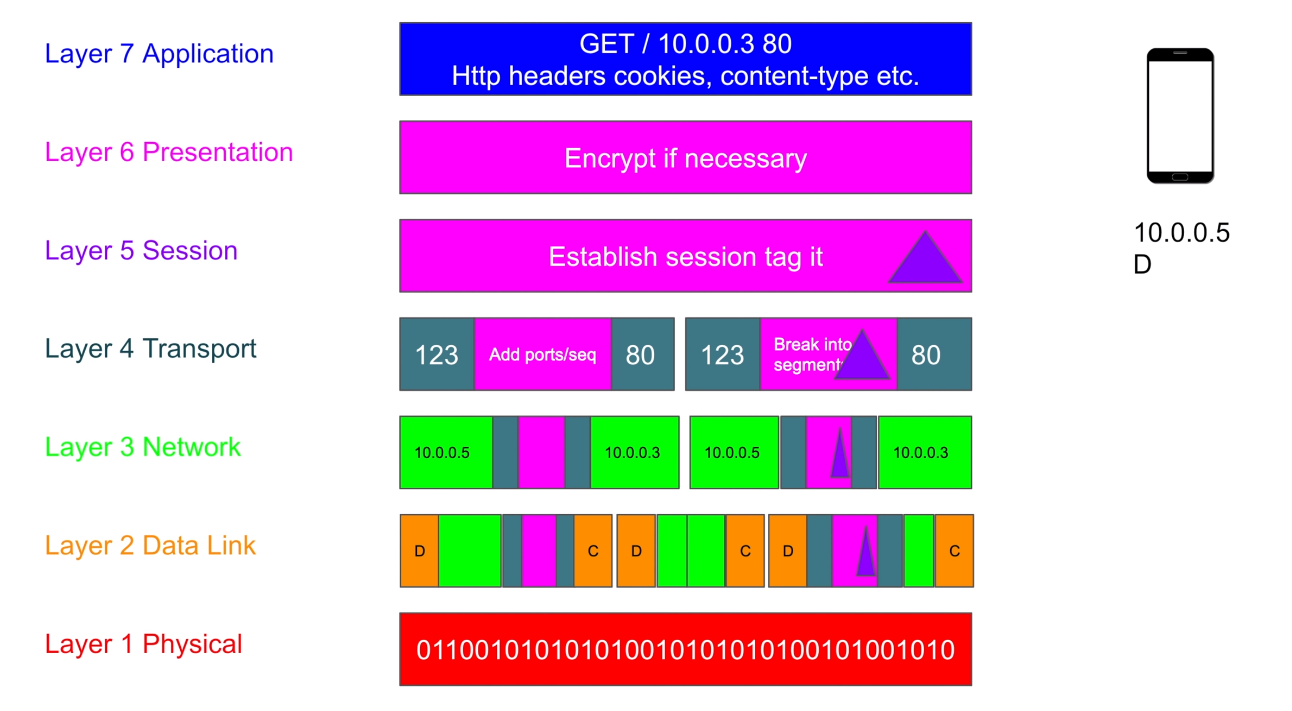 Layer 7 Application
GET / 10.0.0.3 80
Http headers cookies, content-type etc.
Layer 6 Presentation
Encrypt if necessary
Layer 5 Session
Establish session tag it
Layer 4 Transport
123
Add ports/seq
80
123
Break into
segment
80
Layer 3 Network
10.0.0.5
10.0.0.3
10.0.0.5
10.0.0.3
Layer 2 Data Link
D
C
D
C
D
C
Layer 1 Physical
0110010101010100101010101001010010​10
10.0.0.5
D